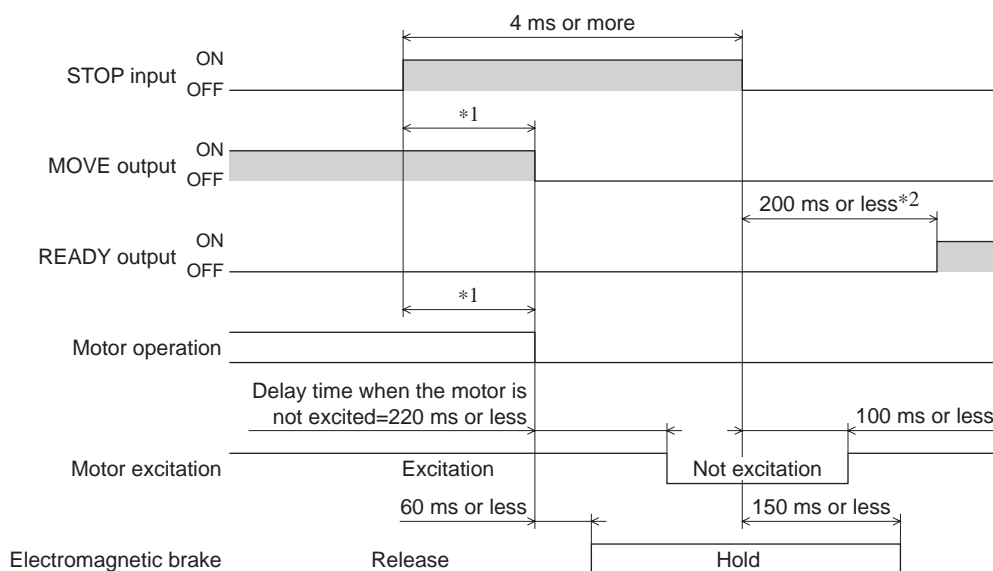 4 ms or more
ON
STOP input
OFF
*1
ON
MOVE output
OFF
200 ms or less*2
ON
READY output
OFF
*1
Motor operation
Delay time when the motor is
not excited=220 ms or less
100 ms or less
Motor excitation
Excitation
Not excitation
60 ms or less
150 ms or less
Electromagnetic brake
Release
Hold